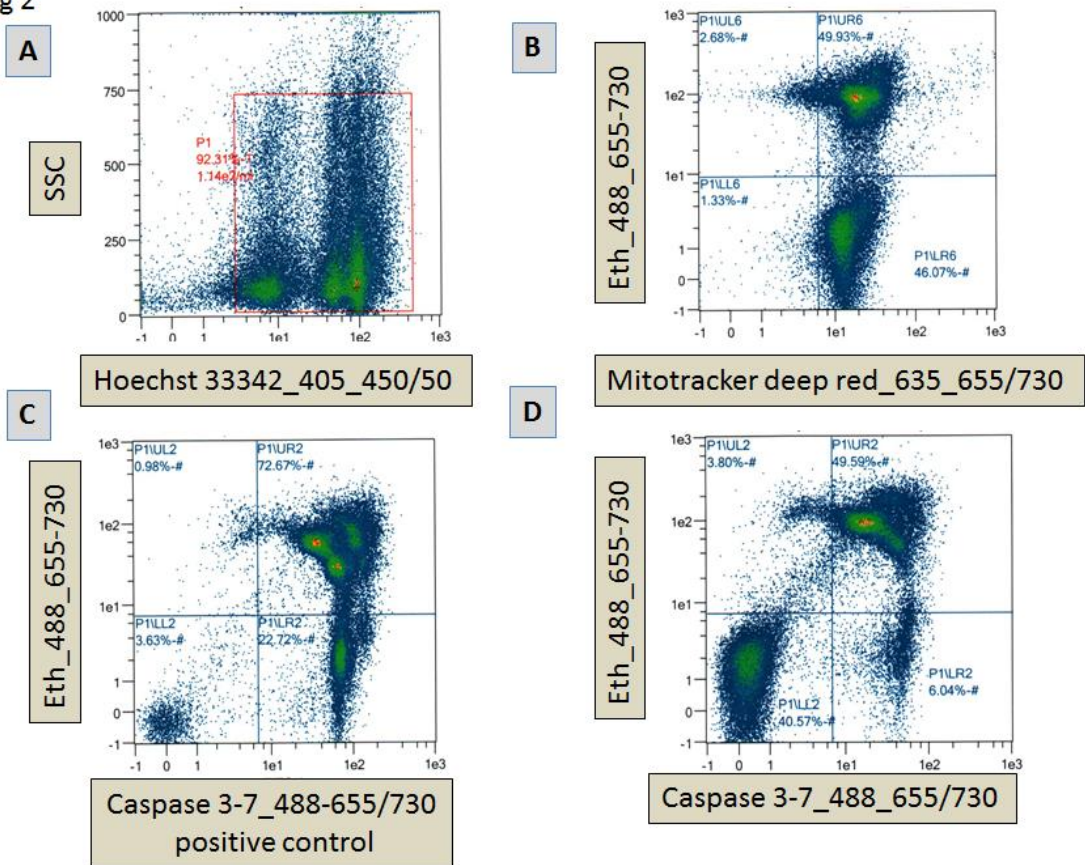 g 2
A
1000
750
500
250
0
P1
92.31%-#
-1 0 1 1e1 1e2 1e3
SSC
Hoechst 33342_405_450/50
B
1e3
1e2
1e1
1
0
-1
P1\UL6
2.68%-#
P1\UR6
49.93%-#
P1\LL6
1.33%-#
P1\LR6
46.07%-#
-1 0 1 1e1 1e2 1e3
Eth_488_655-730
Mitotracker deep red_635_655/730
C
1e3
1e2
1e1
1
0
-1
P1\UL2
0.98%-#
P1\UR2
72.67%-#
P1\LL2
3.63%-#
P1\LR2
22.72%-#
-1 0 1 1e1 1e2 1e3
Eth_488_655-730
Caspase 3-7_488-655/730
positive control
D
1e3
1e2
1e1
1
0
-1
P1\UL2
3.80%-#
P1\UR2
49.59%-#
P1\LL2
40.57%-#
P1\LR2
6.04%-#
-1 0 1 1e1 1e2 1e3
Eth_488_655-730
Caspase 3-7_488_655/730